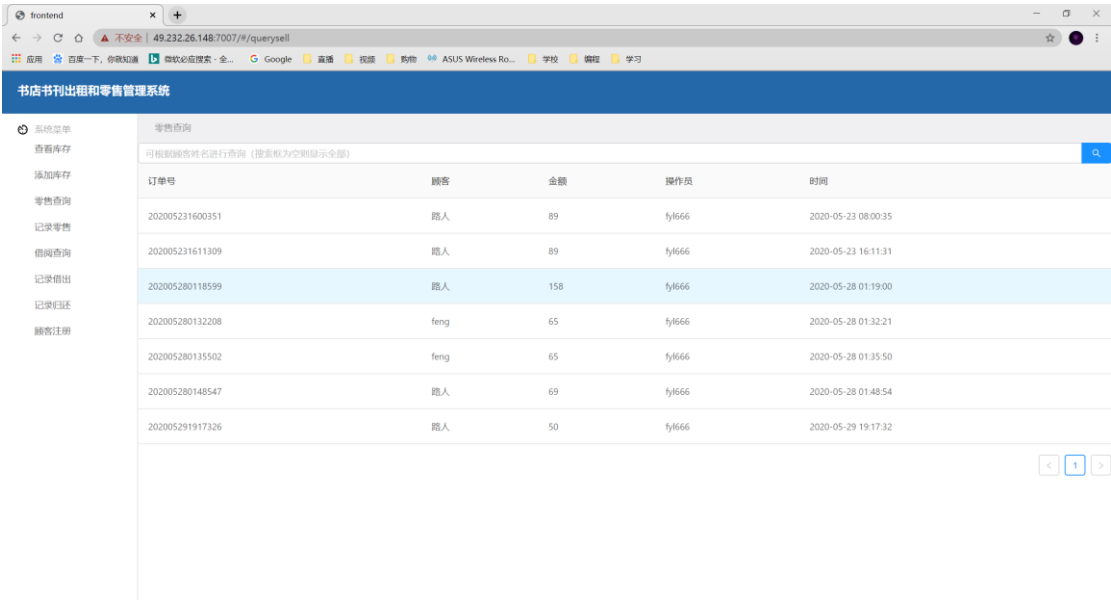 frontend
不安全 | 49.232.26.148:7007/#/querysell
应用 百度一下，你就知道 微软必应搜索 - 全... Google 直播 视频 购物 ASUS Wireless Ro... 学校 编程 学习
书店书刊出租和零售管理系统
系统菜单
查看库存
添加库存
零售查询
记录零售
借阅查询
记录借出
记录归还
顾客注册
零售查询
可根据顾客姓名进行查询（搜索框为空则显示全部）
订单号 顾客 金额 操作员 时间
202005231600351 路人 89 fyl666 2020-05-23 08:00:35
202005231611309 路人 89 fyl666 2020-05-23 16:11:31
202005280118599 路人 158 fyl666 2020-05-28 01:19:00
202005280132208 feng 65 fyl666 2020-05-28 01:32:21
202005280135502 feng 65 fyl666 2020-05-28 01:35:50
202005280148547 路人 69 fyl666 2020-05-28 01:48:54
202005291917326 路人 50 fyl666 2020-05-29 19:17:32
< 1 >